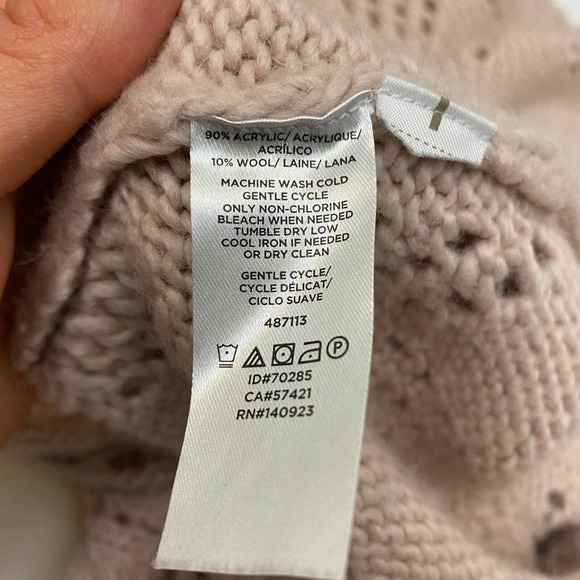 90% ACRYLIC/ ACRYLIQUE/
ACRÍLICO
10% WOOL/ LAINE/ LANA
MACHINE WASH COLD
GENTLE CYCLE
ONLY NON-CHLORINE
BLEACH WHEN NEEDED
TUMBLE DRY LOW
COOL IRON IF NEEDED
OR DRY CLEAN
GENTLE CYCLE/
CYCLE DÉLICAT/
CICLO SUAVE
487113
P
ID#70285
CA#57421
RN#140923